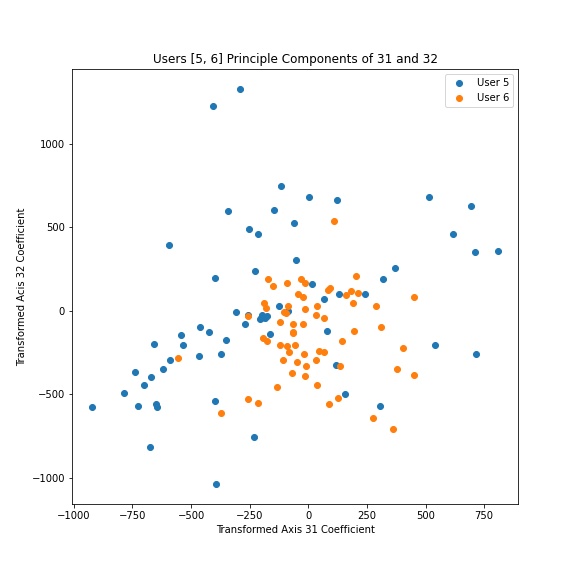 Users [5, 6] Principle Components of 31 and 32
User 5
User 6
Transformed Acis 32 Coefficient
1000
500
0
−500
−1000
−1000
−750
−500
−250
0
250
500
750
Transformed Axis 31 Coefficient